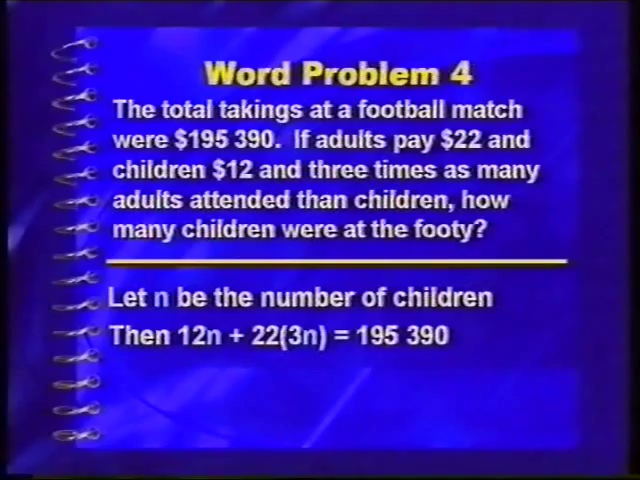 Word Problem 4
The total takings at a football match
were $195 390. If adults pay $22 and
children $12 and three times as many
adults attended than children, how
many children were at the footy?
Let n be the number of children
Then 12n + 22(3n) = 195 390